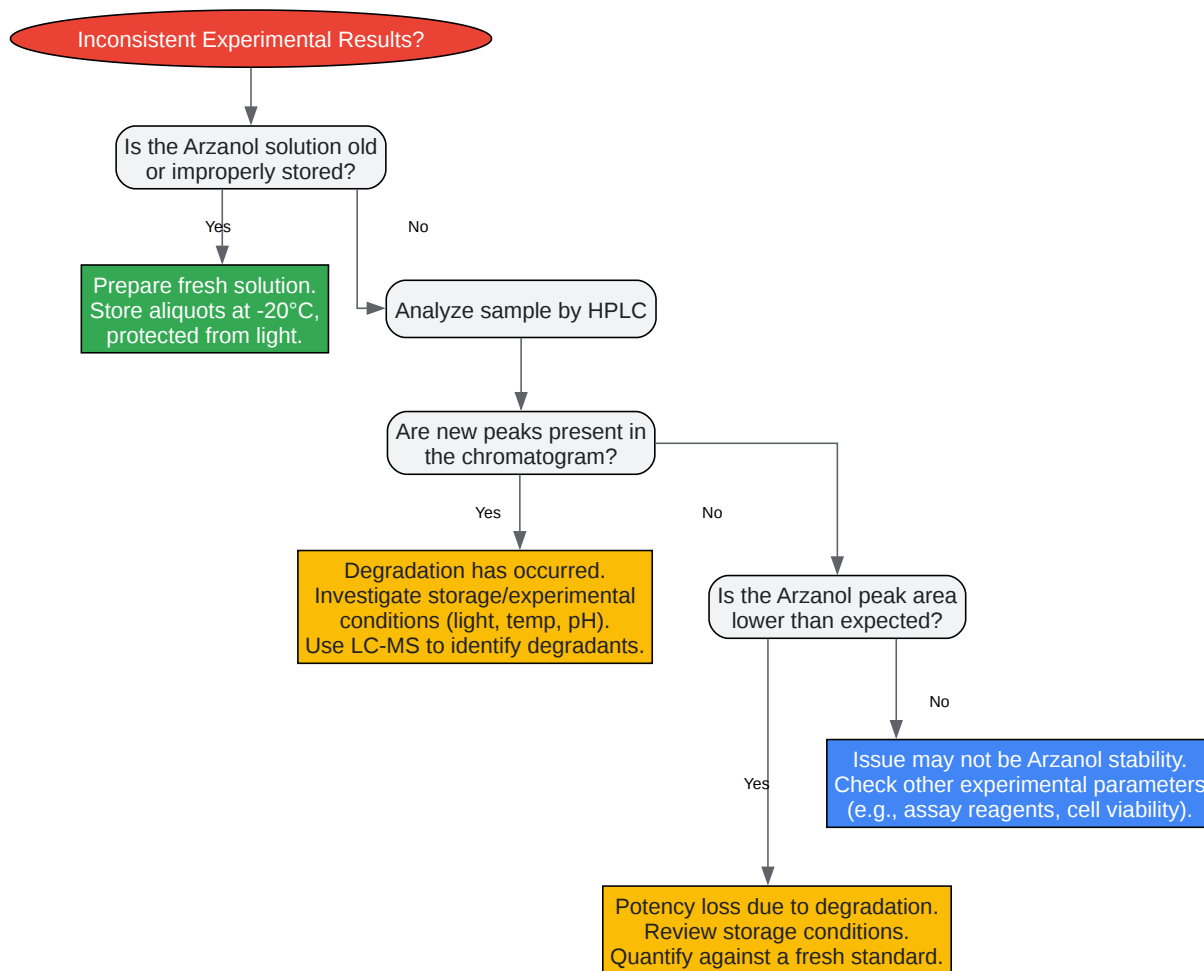 Inconsistent Experimental Results?
Is the Arzanol solution old
or improperly stored?
Yes
No
Prepare fresh solution.
Store aliquots at -20°C,
protected from light.
Analyze sample by HPLC
Are new peaks present in
the chromatogram?
Yes
No
Degradation has occurred.
Investigate storage/experimental
conditions (light, temp, pH).
Use LC-MS to identify degradants.
Is the Arzanol peak area
lower than expected?
No
Yes
Issue may not be Arzanol stability.
Check other experimental parameters
(e.g., assay reagents, cell viability).
Potency loss due to degradation.
Review storage conditions.
Quantify against a fresh standard.